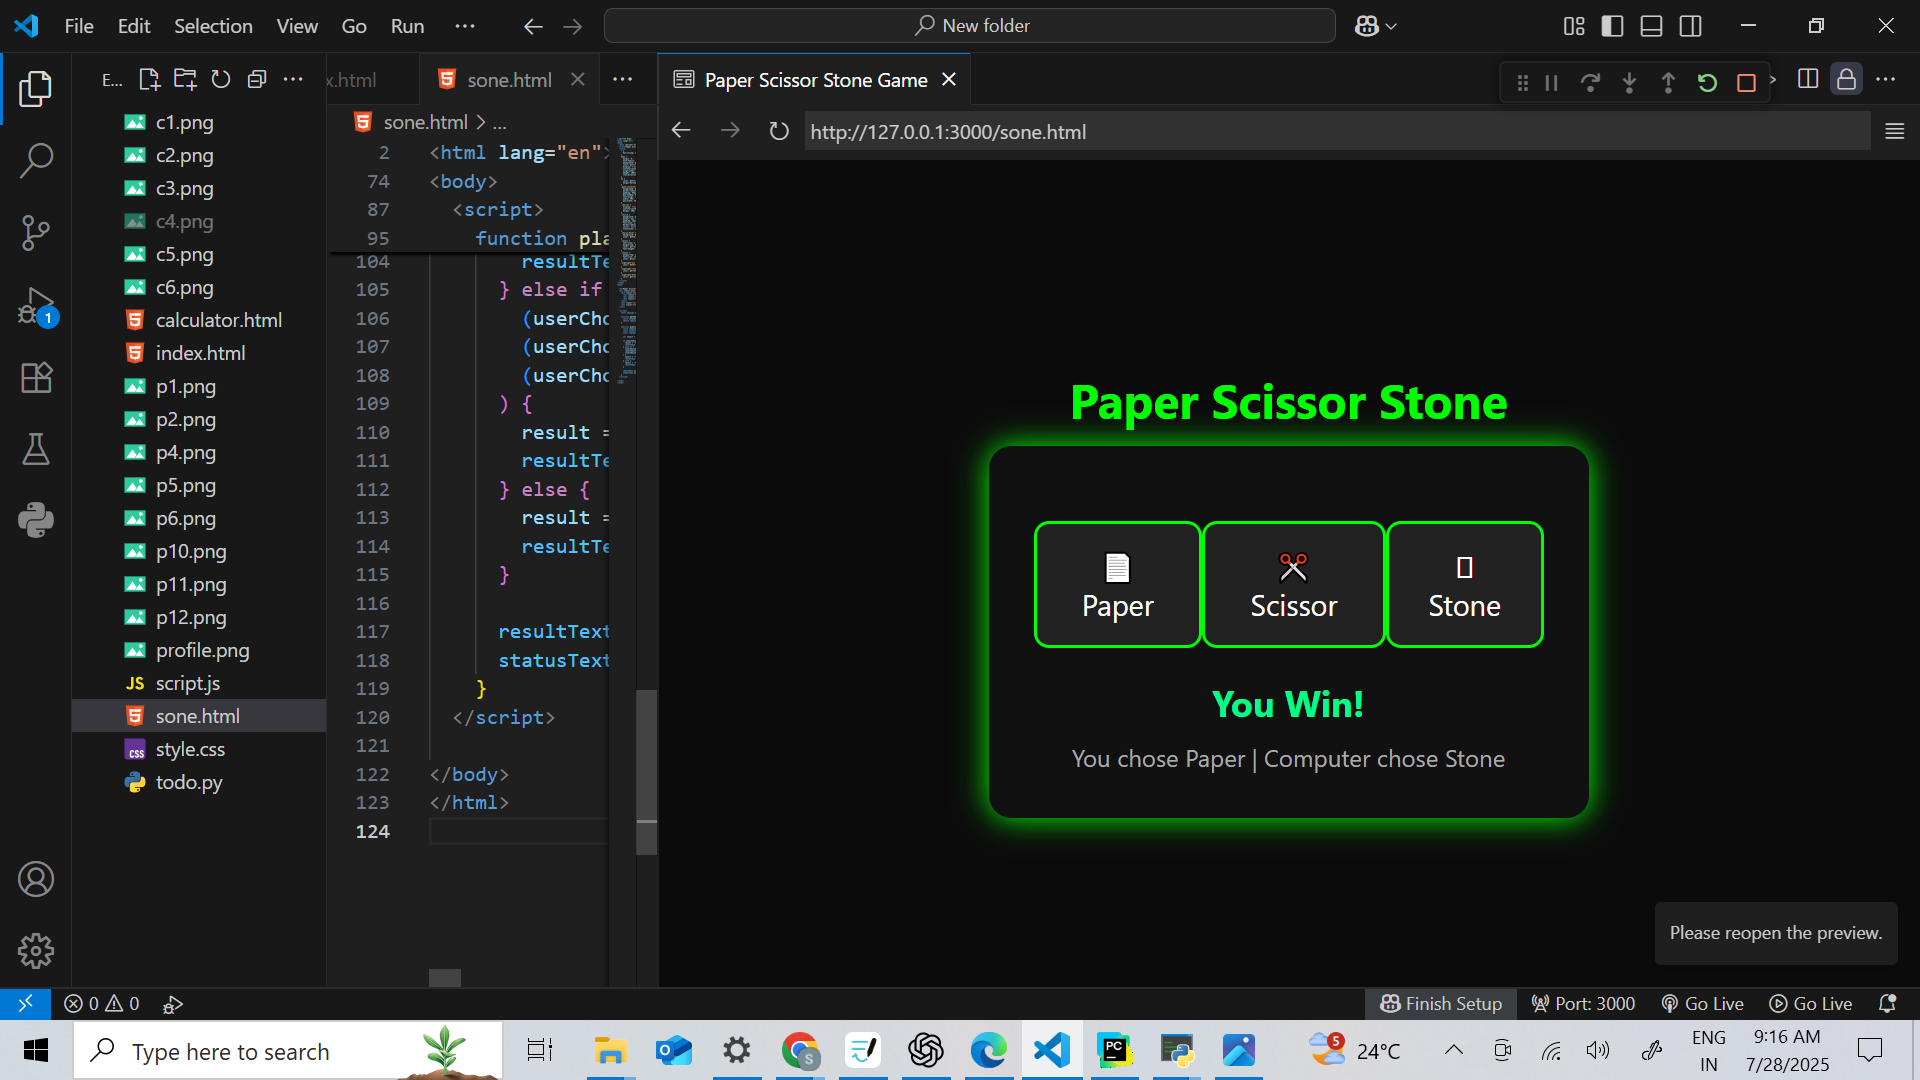 File Edit Selection View Go Run ··· New folder
E...
c1.png
c2.png
c3.png
c4.png
c5.png
c6.png
calculator.html
index.html
p1.png
p2.png
p4.png
p5.png
p6.png
p10.png
p11.png
p12.png
profile.png
JS script.js
sone.html
css style.css
todo.py
1
x.html sone.html ···
sone.html > ...
2 <html lang="en">
74 <body>
87 <script>
95 function pla
104 resultTe
105 } else if
106 (userCho
107 (userCho
108 (userCho
109 ) {
110 result =
111 resultTe
112 } else {
113 result =
114 resultTe
115 }
116
117 resultText
118 statusText
119 }
120 </script>
121
122 </body>
123 </html>
124
Paper Scissor Stone Game
http://127.0.0.1:3000/sone.html
Paper Scissor Stone
Paper
Scissor
Stone
You Win!
You chose Paper | Computer chose Stone
Please reopen the preview.
0 0
Finish Setup Port: 3000 Go Live Go Live
Type here to search
S
PC
5
24°C
ENG
IN
9:16 AM
7/28/2025